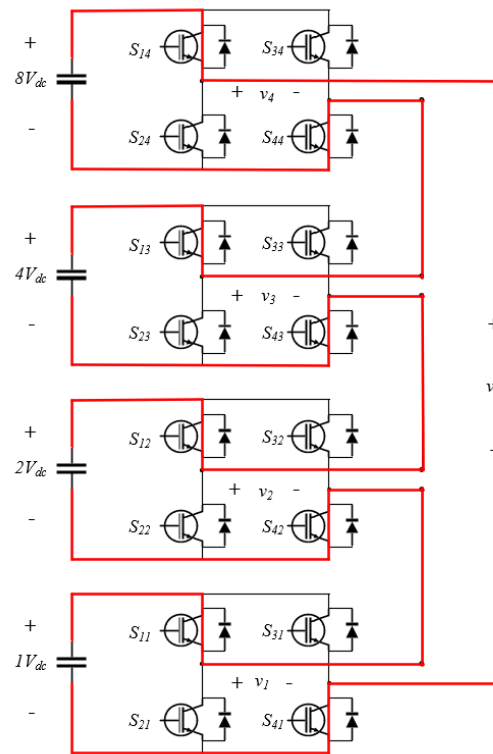 + S14 S34
8Vdc + v4 -
- S24 S44
+ S13 S33
4Vdc + v3 -
- S23 S43
+
v
+ S12 S32
2Vdc + v2 -
- S22 S42
+ S11 S31
1Vdc + v1 -
- S21 S41